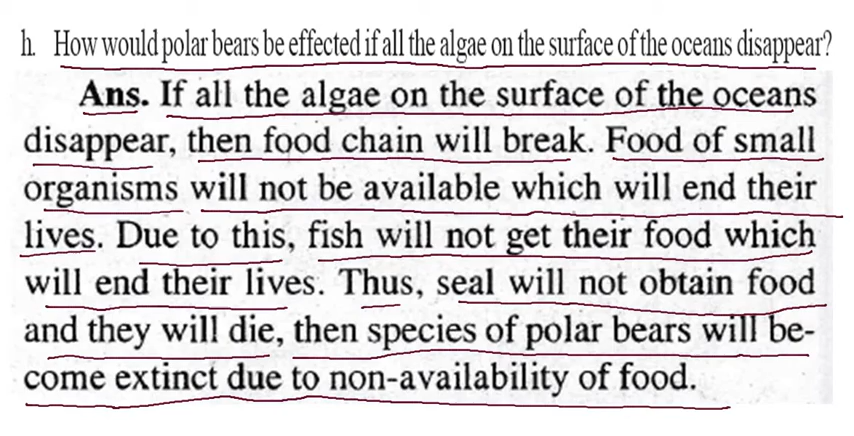 h. How would polar bears be effected if all the algae on the surface of the oceans disappear?
Ans. If all the algae on the surface of the oceans
disappear, then food chain will break. Food of small
organisms will not be available which will end their
lives. Due to this, fish will not get their food which
will end their lives. Thus, seal will not obtain food
and they will die, then species of polar bears will be-
come extinct due to non-availability of food.